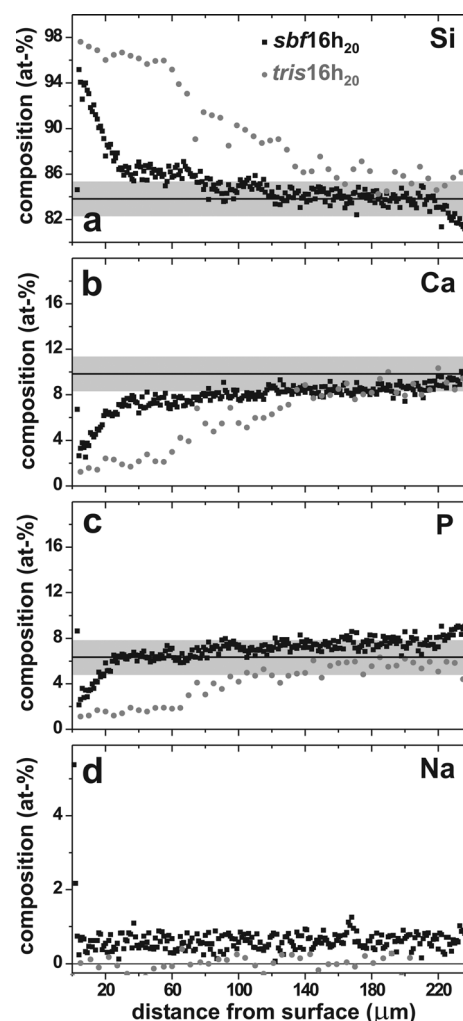 98
94
90
86
82
composition (at-%)
sbf16h20
tris16h20
Si
a
16
12
8
4
0
composition (at-%)
b
Ca
16
12
8
4
0
composition (at-%)
c
P
4
2
0
composition (at-%)
d
Na
20 60 100 140 180 220
distance from surface (μm)